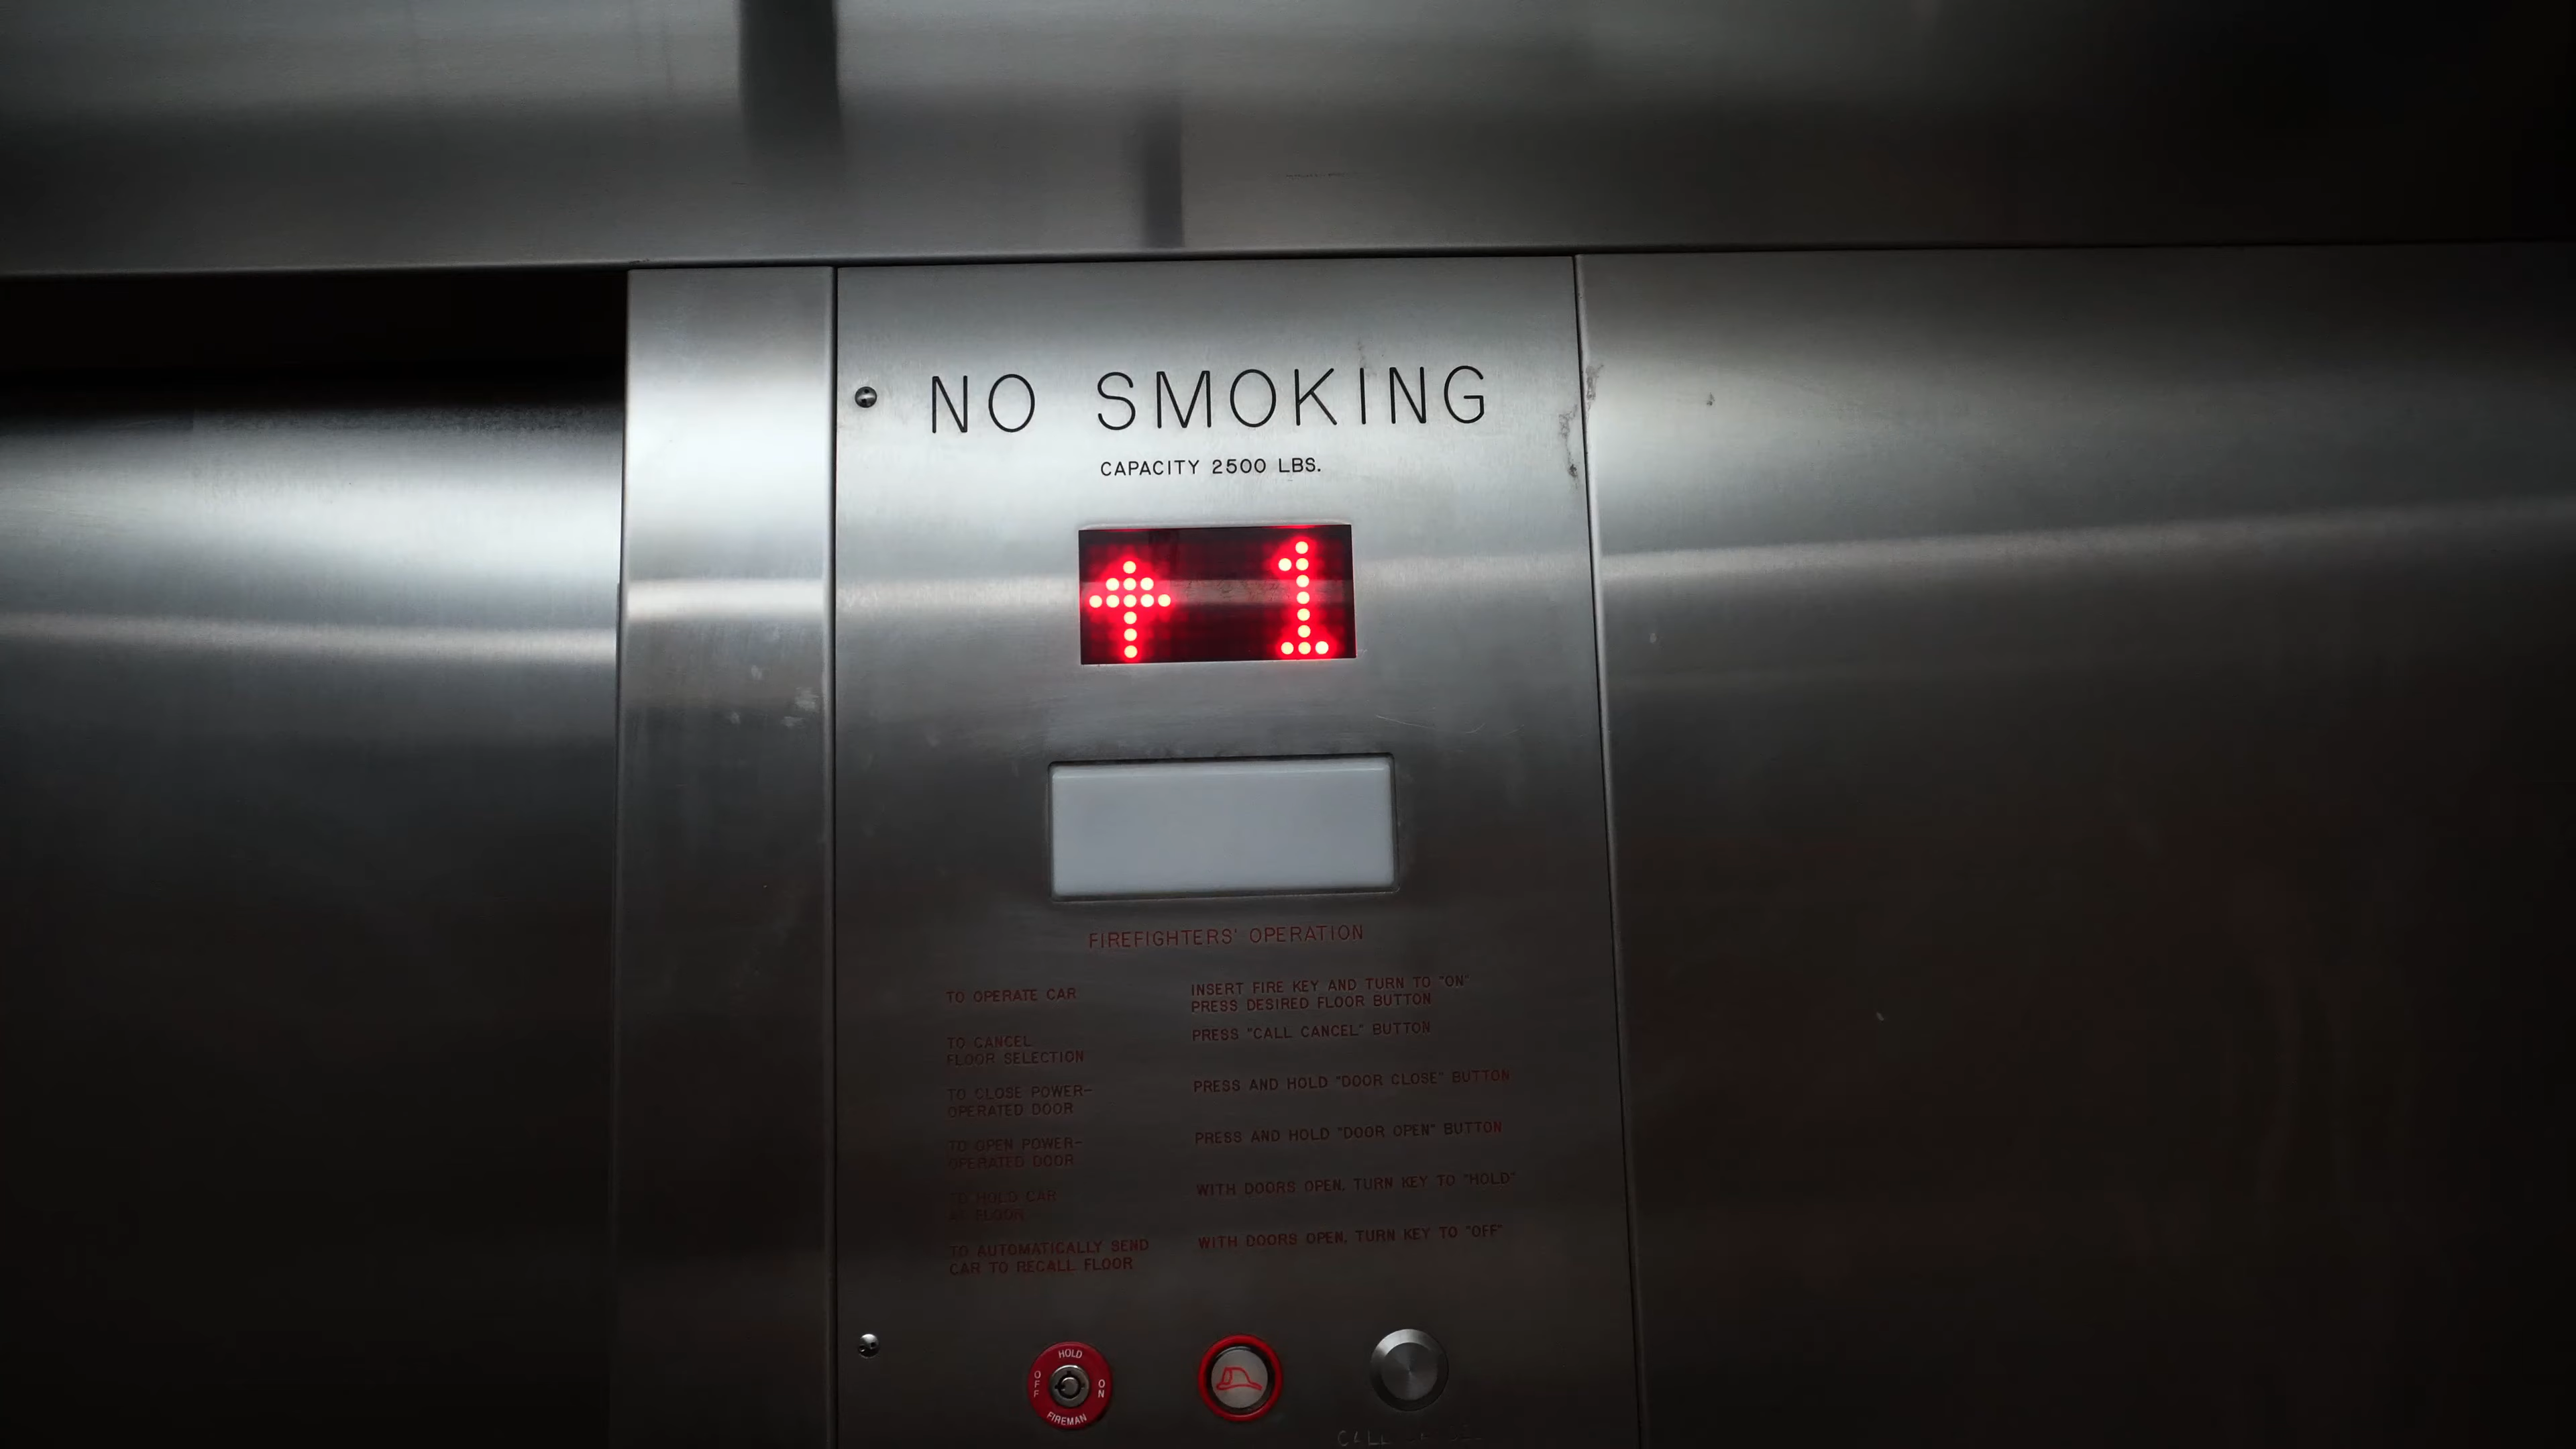 NO SMOKING
CAPACITY 2500 LBS.
↑ 1
FIREFIGHTERS' OPERATION
TO OPERATE CAR
INSERT FIRE KEY AND TURN TO "ON"
PRESS DESIRED FLOOR BUTTON
TO CANCEL
FLOOR SELECTION
PRESS "CALL CANCEL" BUTTON
TO CLOSE POWER-
OPERATED DOOR
PRESS AND HOLD "DOOR CLOSE" BUTTON
TO OPEN POWER-
OPERATED DOOR
PRESS AND HOLD "DOOR OPEN" BUTTON
TO HOLD CAR
AT FLOOR
WITH DOORS OPEN, TURN KEY TO "HOLD"
TO AUTOMATICALLY SEND
CAR TO RECALL FLOOR
WITH DOORS OPEN, TURN KEY TO "OFF"
HOLD
OFF
ON
FIREMAN
CALL